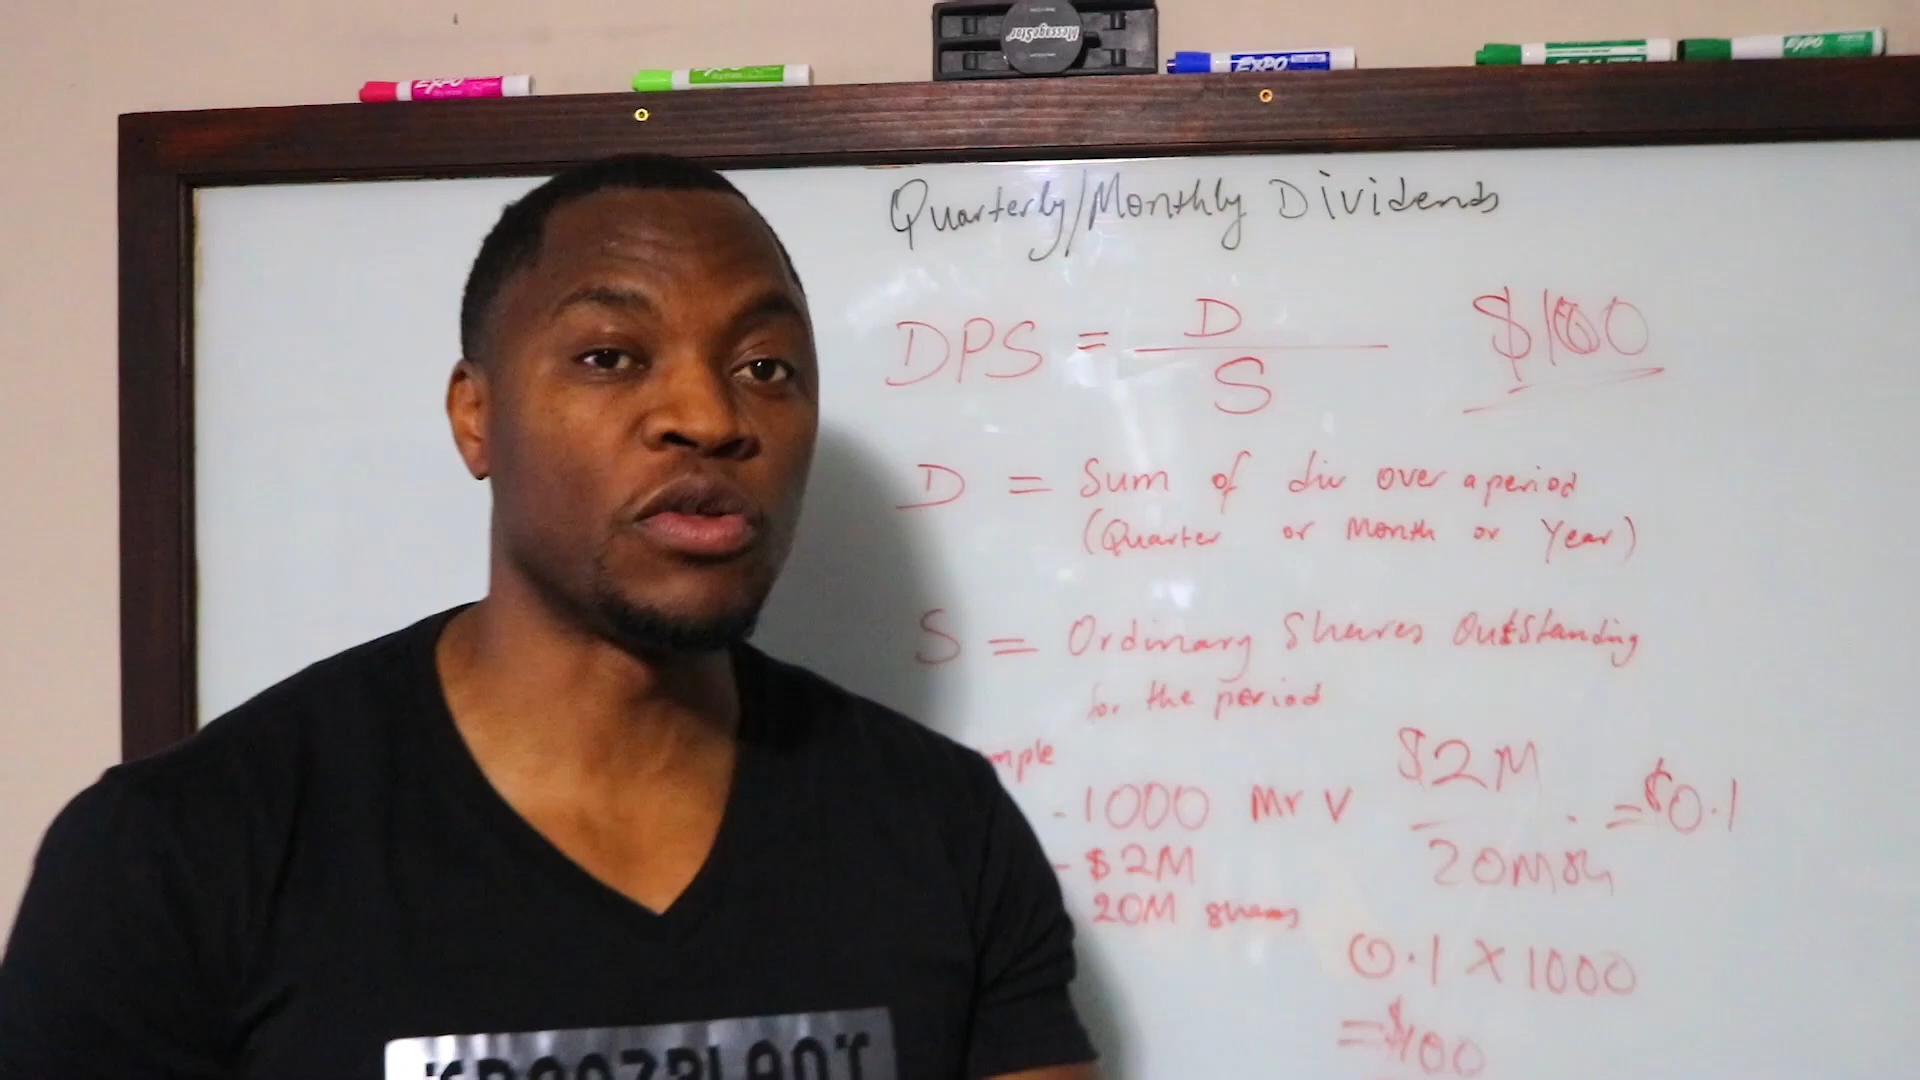 MessageStor
EXPO
EXPO
Quarterly/Monthly Dividends
DPS = D
S
$100
D = Sum of div over a period
(Quarter or Month or Year)
S = Ordinary Shares Outstanding
for the period
mple
- 1000 Mr V
- $2M
20M shares
$2M
20M sh
= $0.1
0.1 x 1000
= $100